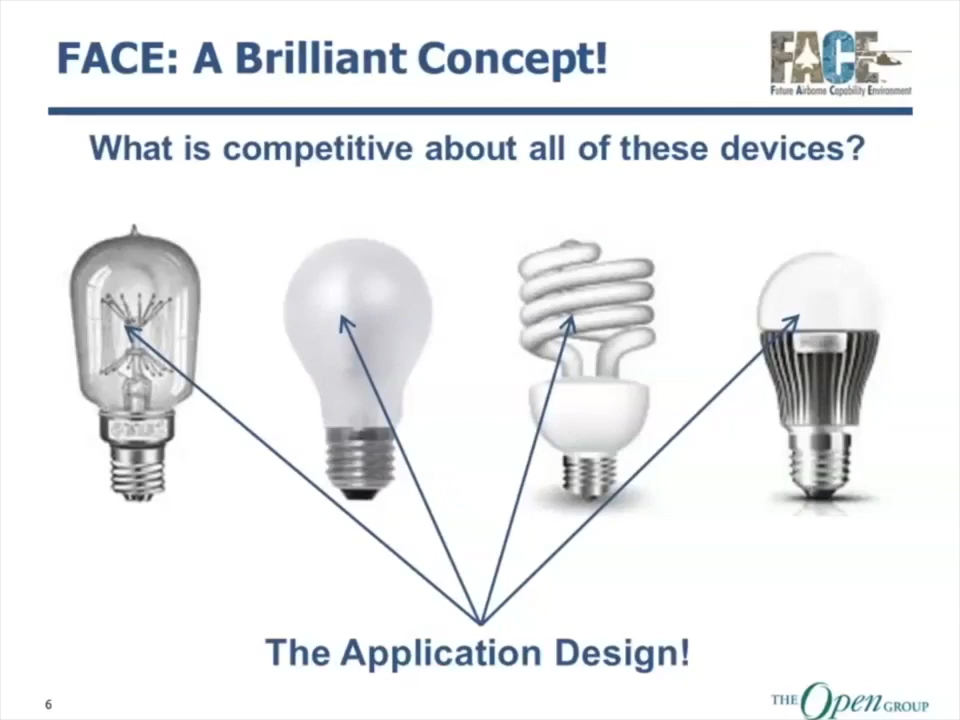 FACE: A Brilliant Concept!
FACE
Future Airborne Capability Environment
What is competitive about all of these devices?
The Application Design!
6
THE Open GROUP